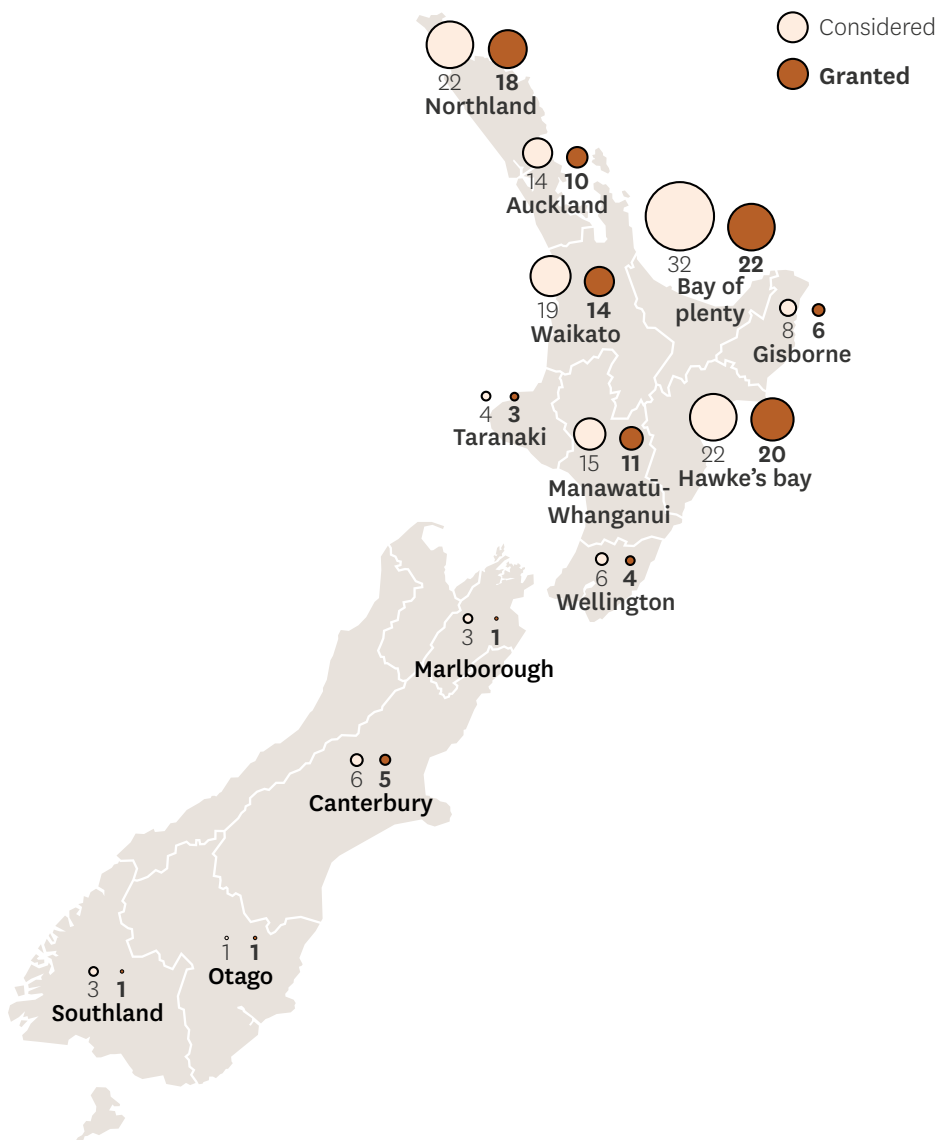 Considered
Granted
22 18
Northland
14 10
Auckland
32 22
Bay of
plenty
19 14
Waikato
8 6
Gisborne
4 3
Taranaki
22 20
Hawke's bay
15 11
Manawatū-
Whanganui
6 4
Wellington
3 1
Marlborough
6 5
Canterbury
1 1
Otago
3 1
Southland